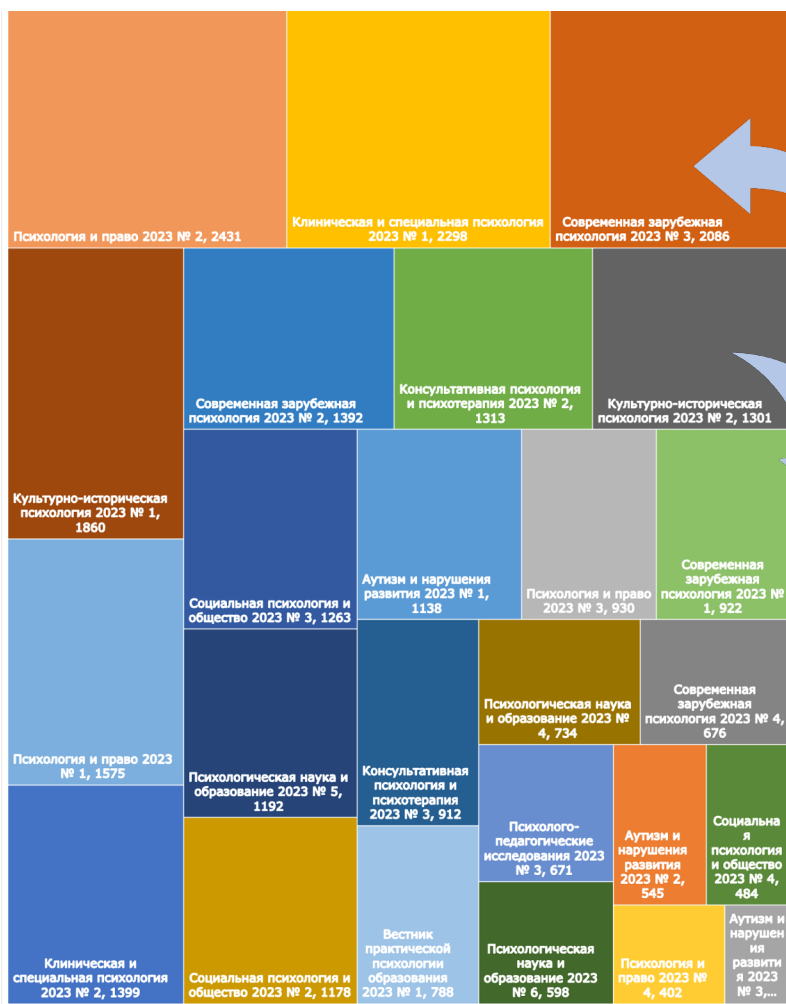 Психология и право 2023 № 2, 2431
Клиническая и специальная психология
2023 № 1, 2298
Современная зарубежная
психология 2023 № 3, 2086
Культурно-историческая
психология 2023 № 1,
1860
Современная зарубежная
психология 2023 № 2, 1392
Консультативная психология
и психотерапия 2023 № 2,
1313
Культурно-историческая
психология 2023 № 2, 1301
Социальная психология и
общество 2023 № 3, 1263
Аутизм и нарушения
развития 2023 № 1,
1138
Психология и право
2023 № 3, 930
Современная
зарубежная
психология 2023 №
1, 922
Психология и право 2023
№ 1, 1575
Психологическая наука и
образование 2023 № 5,
1192
Консультативная
психология и
психотерапия
2023 № 3, 912
Психологическая наука
и образование 2023 №
4, 734
Современная
зарубежная
психология 2023 № 4,
676
Клиническая и
специальная психология
2023 № 2, 1399
Социальная психология и
общество 2023 № 2, 1178
Вестник
практической
психологии
образования
2023 № 1, 788
Психолого-
педагогические
исследования 2023
№ 3, 671
Аутизм и
нарушения
развития
2023 № 2,
545
Социальна
я
психология
и общество
2023 № 4,
484
Психологическая
наука и
образование 2023
№ 6, 598
Психология и
право 2023 №
4, 402
Аутизм и
нарушен
ия
развити
я 2023
№ 3,...